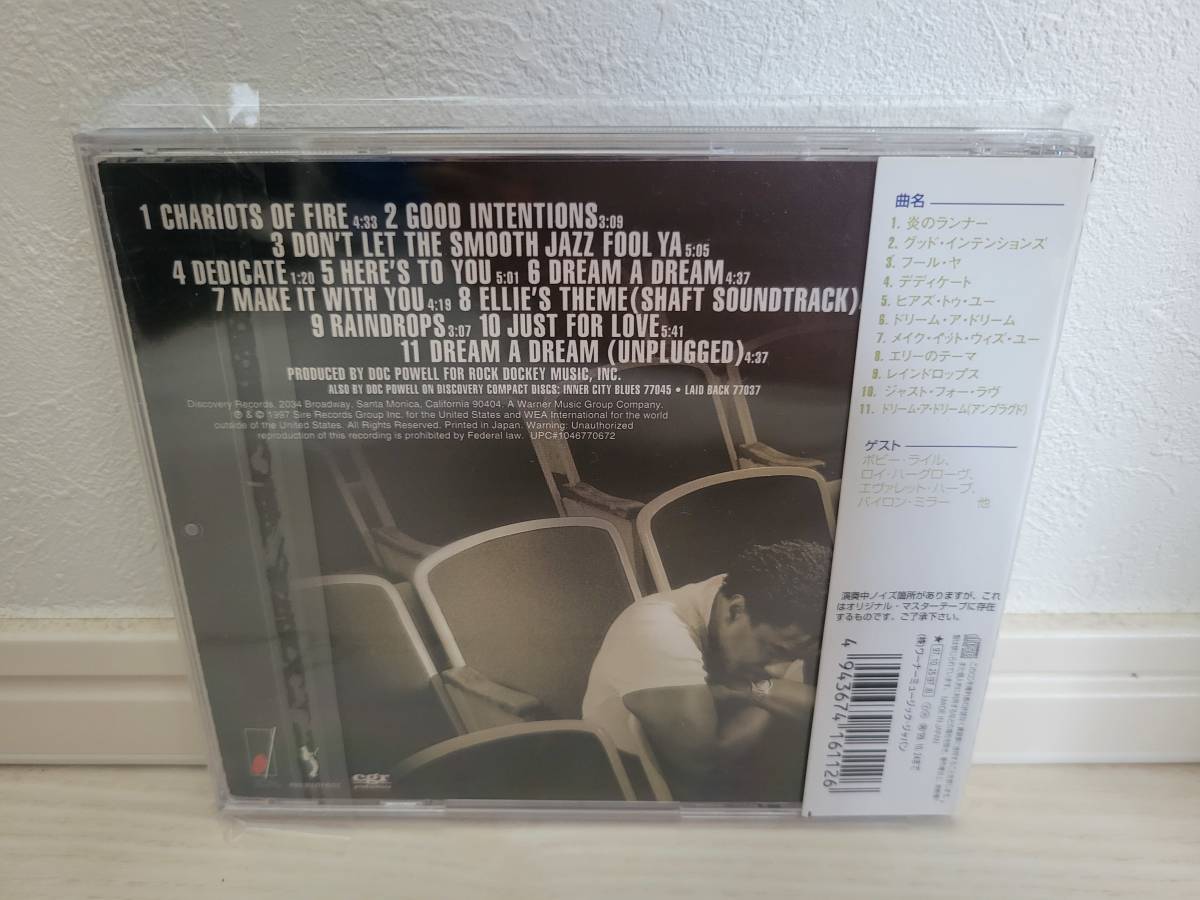 1 CHARIOTS OF FIRE 4:33 2 GOOD INTENTIONS 3:09
3 DON'T LET THE SMOOTH JAZZ FOOL YA 5:05
4 DEDICATE 1:20 5 HERE'S TO YOU 5:01 6 DREAM A DREAM 4:37
7 MAKE IT WITH YOU 4:19 8 ELLIE'S THEME (SHAFT SOUNDTRACK)
9 RAINDROPS 3:07 10 JUST FOR LOVE 5:41
11 DREAM A DREAM (UNPLUGGED) 4:37
PRODUCED BY DOC POWELL FOR ROCK DOCKEY MUSIC, INC.
ALSO BY DOC POWELL ON DISCOVERY COMPACT DISCS: INNER CITY BLUES 77045 • LAID BACK 77037
Discovery Records, 2034 Broadway, Santa Monica, California 90404. A Warner Music Group Company.
℗ & © 1997 Sire Records Group Inc. for the United States and WEA International for the world
outside of the United States. All Rights Reserved. Printed in Japan. Warning: Unauthorized
reproduction of this recording is prohibited by Federal law. UPC#1046770672
cgr
曲名
1. 炎のランナー
2. グッド・インテンションズ
3. フール・ヤ
4. デディケート
5. ヒアズ・トゥ・ユー
6. ドリーム・ア・ドリーム
7. メイク・イット・ウィズ・ユー
8. エリーのテーマ
9. レインドロップス
10. ジャスト・フォー・ラヴ
11. ドリーム・ア・ドリーム(アンプラグド)
ゲスト
ボビー・ライル、
ロイ・ハーグローヴ、
エヴァレット・ハープ、
バイロン・ミラー 他
演奏中ノイズ箇所がありますが、これ
はオリジナル・マスターテープに存在
するものです。ご了承下さい。
4943674161126
(株)ワーナーミュージック・ジャパン